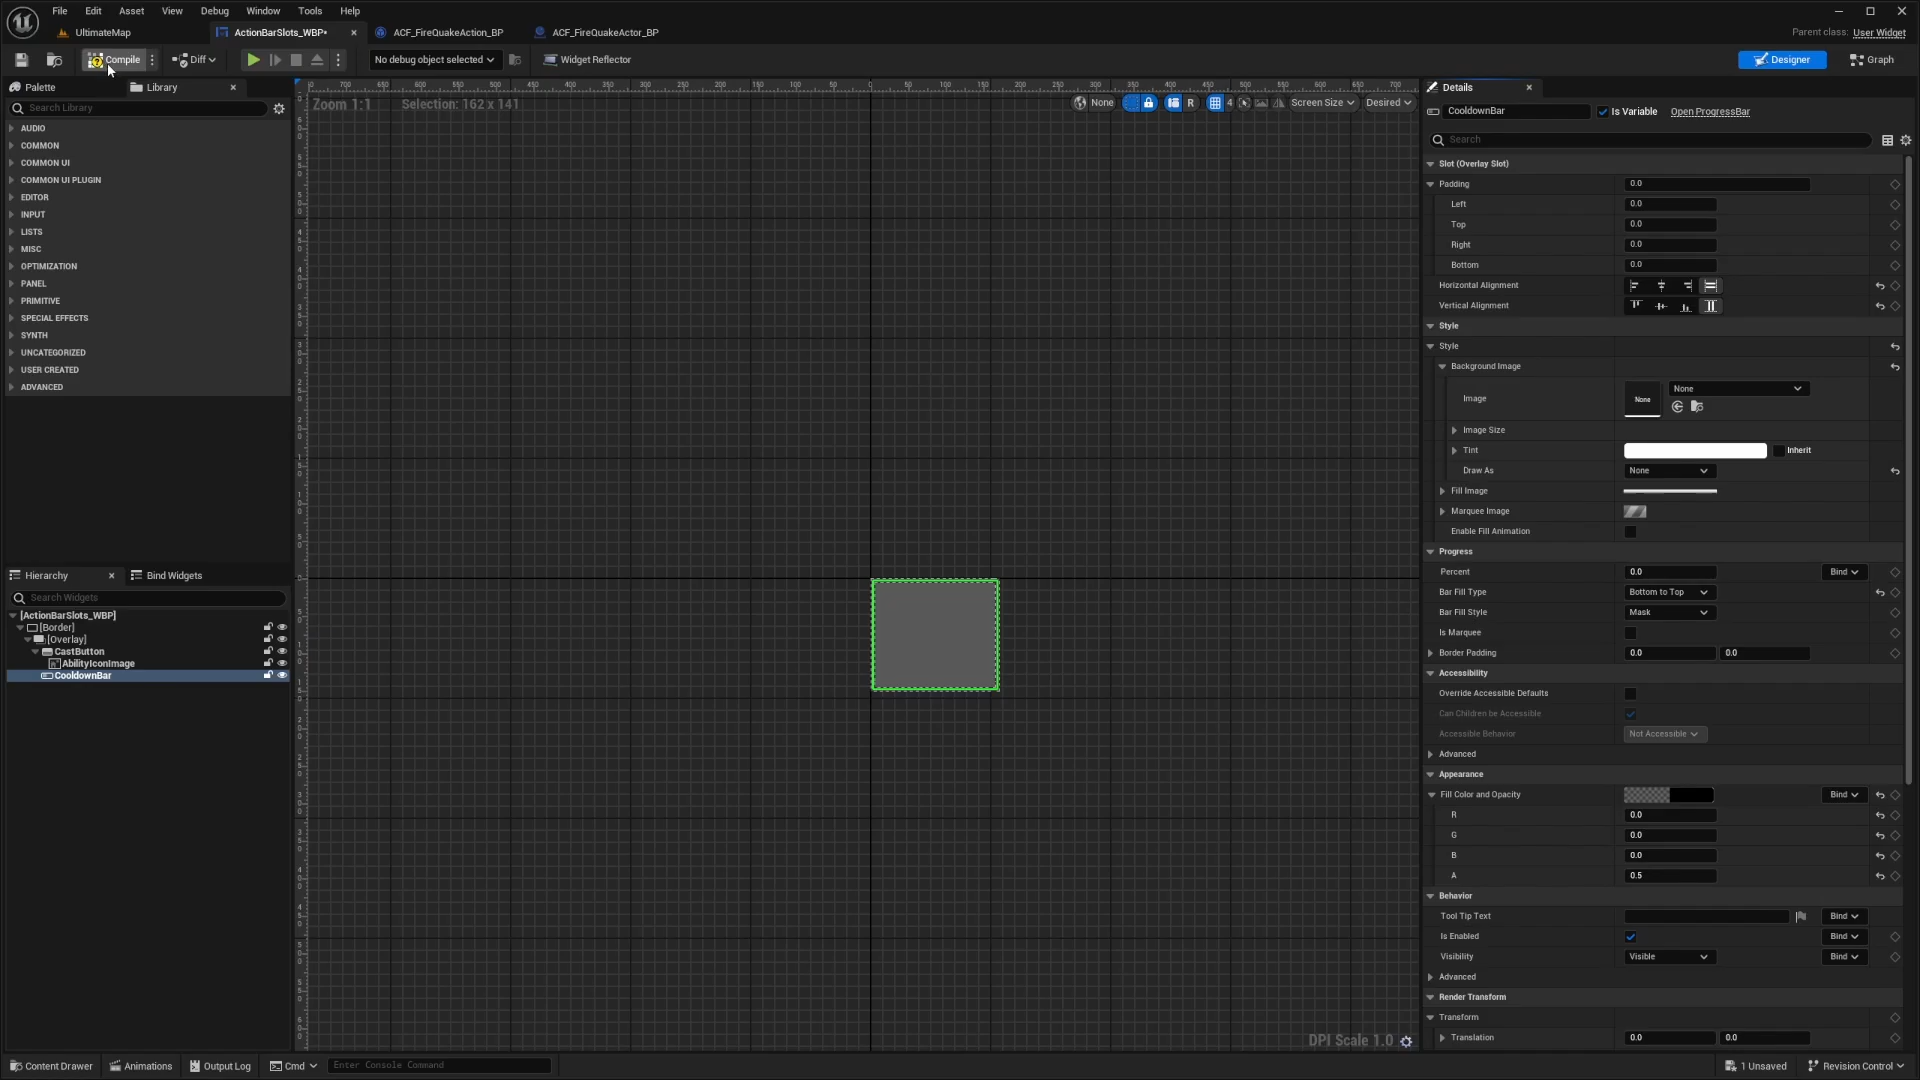 File Edit Asset View Debug Window Tools Help
UltimateMap ActionBarSlots_WBP* ACF_FireQuakeAction_BP ACF_FireQuakeActor_BP Parent class: User Widget
Compile Diff No debug object selected Widget Reflector Designer Graph
Palette Library
Search Library
AUDIO
COMMON
COMMON UI
COMMON UI PLUGIN
EDITOR
INPUT
LISTS
MISC
OPTIMIZATION
PANEL
PRIMITIVE
SPECIAL EFFECTS
SYNTH
UNCATEGORIZED
USER CREATED
ADVANCED
Hierarchy Bind Widgets
Search Widgets
[ActionBarSlots_WBP]
[Border]
[Overlay]
CastButton
AbilityIconImage
CooldownBar
Zoom 1:1 Selection: 162 x 141
None R 4 Screen Size Desired
DPI Scale 1.0
Details
CooldownBar Is Variable Open ProgressBar
Search
Slot (Overlay Slot)
Padding 0.0
Left 0.0
Top 0.0
Right 0.0
Bottom 0.0
Horizontal Alignment
Vertical Alignment
Style
Style
Background Image
Image None None
Image Size
Tint Inherit
Draw As None
Fill Image
Marquee Image
Enable Fill Animation
Progress
Percent 0.0 Bind
Bar Fill Type Bottom to Top
Bar Fill Style Mask
Is Marquee
Border Padding 0.0 0.0
Accessibility
Override Accessible Defaults
Can Children be Accessible
Accessible Behavior Not Accessible
Advanced
Appearance
Fill Color and Opacity Bind
R 0.0
G 0.0
B 0.0
A 0.5
Behavior
Tool Tip Text Bind
Is Enabled Bind
Visibility Visible Bind
Advanced
Render Transform
Transform
Translation 0.0 0.0
Content Drawer Animations Output Log Cmd Enter Console Command 1 Unsaved Revision Control